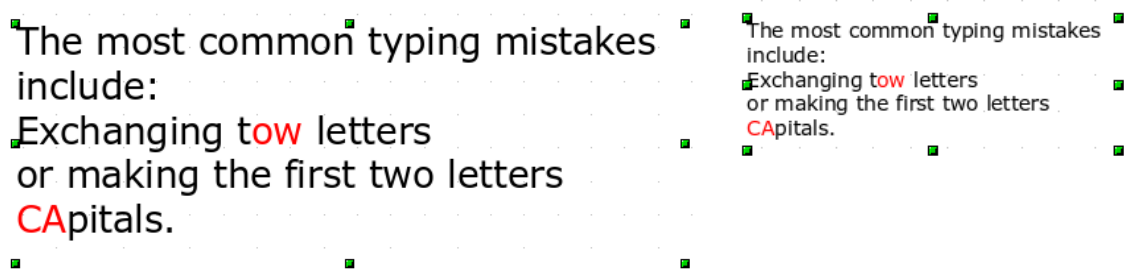 The most common typing mistakes
include:
Exchanging tow letters
or making the first two letters
CApitals.
The most common typing mistakes
include:
Exchanging tow letters
or making the first two letters
CApitals.